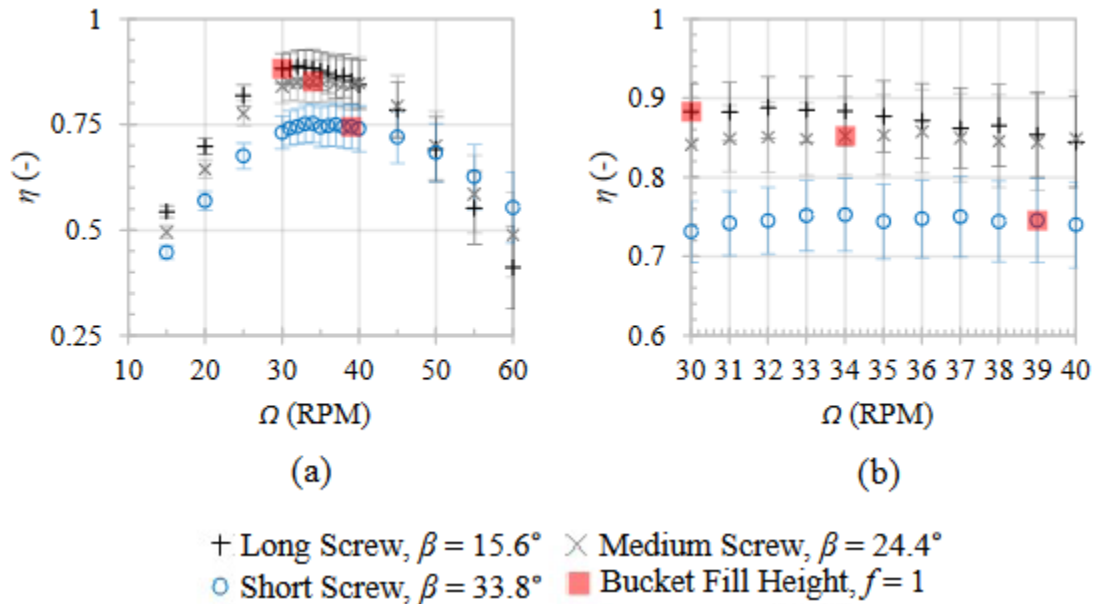 1
0.75
0.5
0.25
η (-)
10 20 30 40 50 60
Ω (RPM)
(a)
1
0.9
0.8
0.7
0.6
η (-)
30 31 32 33 34 35 36 37 38 39 40
Ω (RPM)
(b)
Long Screw, β = 15.6° Medium Screw, β = 24.4°
Short Screw, β = 33.8° Bucket Fill Height, f = 1